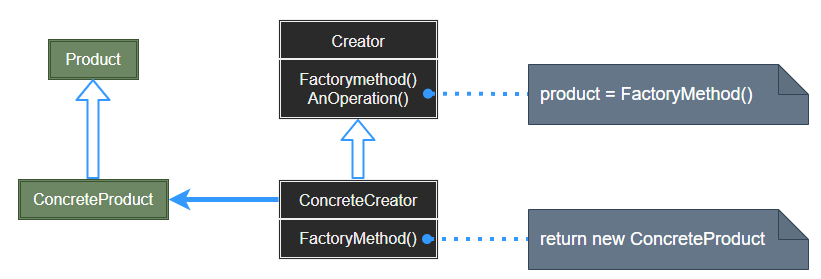 Creator
Product
Factorymethod()
AnOperation()
product = FactoryMethod()
ConcreteProduct
ConcreteCreator
FactoryMethod()
return new ConcreteProduct